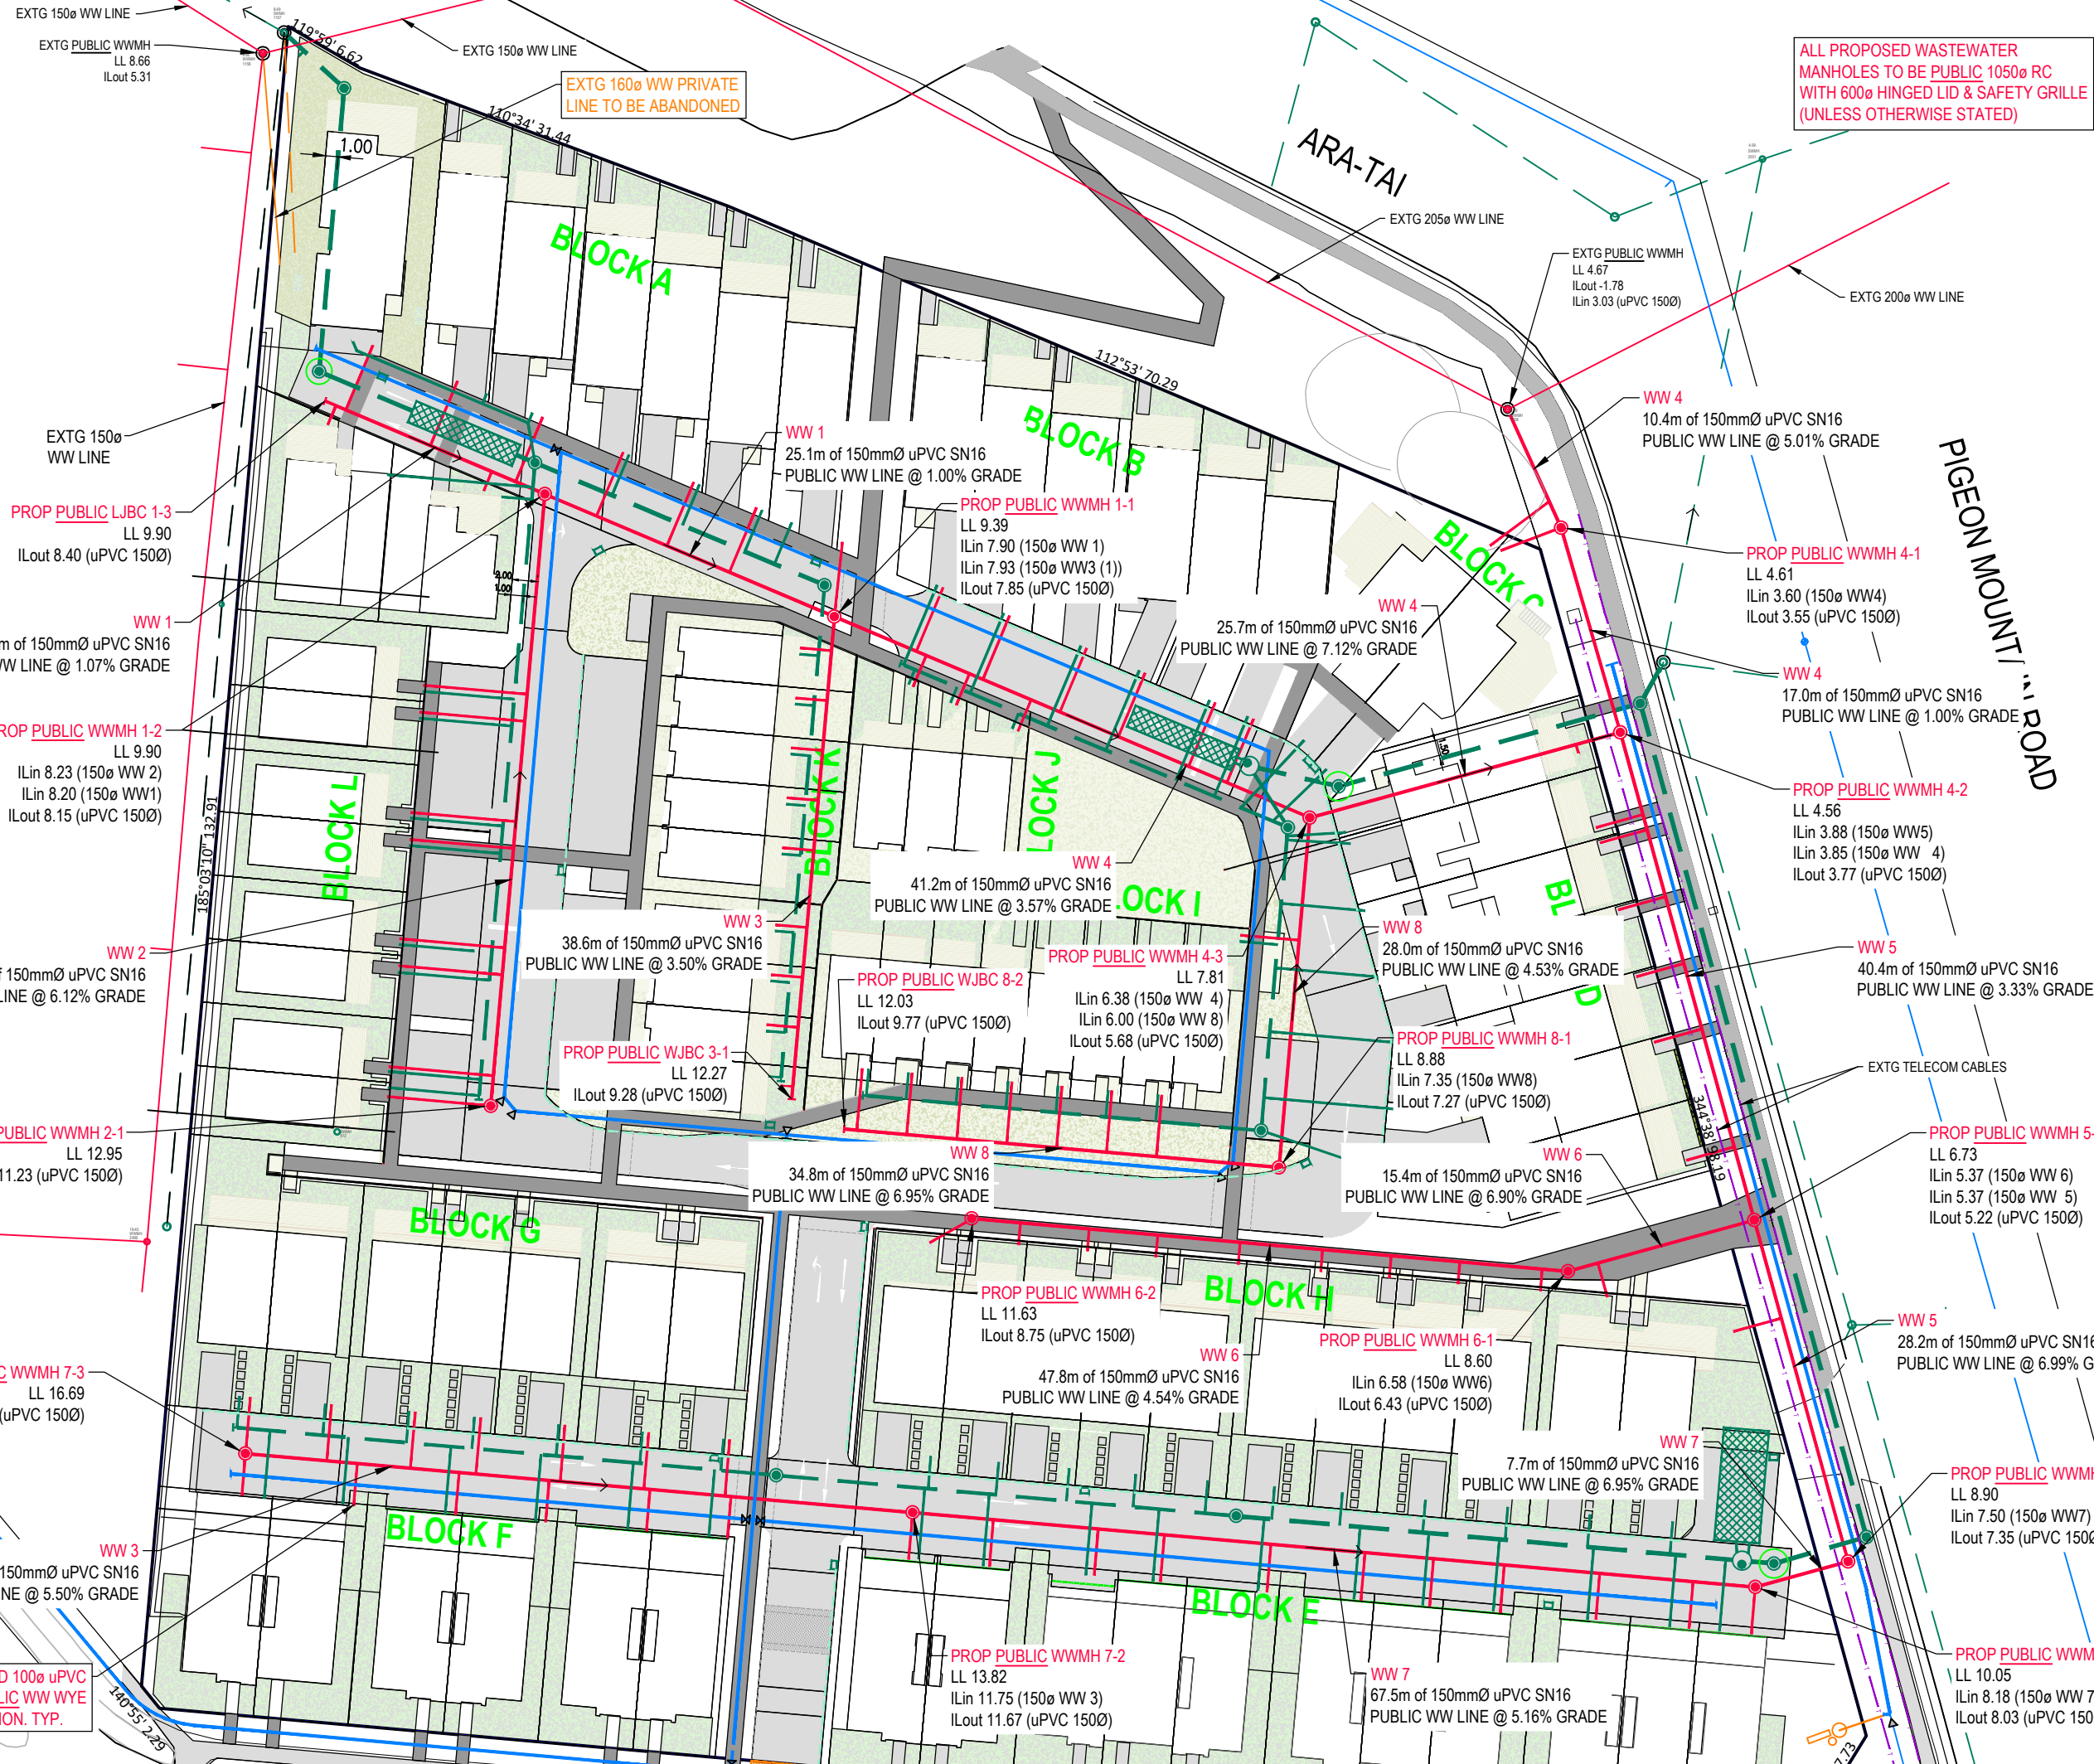 EXTG 150ø WW LINE
EXTG PUBLIC WWMH
LL 8.66
ILout 5.31
119°59' 6.62
EXTG 150ø WW LINE
EXTG 160ø WW PRIVATE
LINE TO BE ABANDONED
110°34' 31.44
1.00
ALL PROPOSED WASTEWATER
MANHOLES TO BE PUBLIC 1050ø RC
WITH 600ø HINGED LID & SAFETY GRILLE
(UNLESS OTHERWISE STATED)
ARA-TAI
EXTG 205ø WW LINE
EXTG PUBLIC WWMH
LL 4.67
ILout -1.78
ILin 3.03 (uPVC 150Ø)
EXTG 200ø WW LINE
BLOCK A
112°53' 70.29
BLOCK B
WW 4
10.4m of 150mmØ uPVC SN16
PUBLIC WW LINE @ 5.01% GRADE
PIGEON MOUNTAIN ROAD
EXTG 150ø
WW LINE
WW 1
25.1m of 150mmØ uPVC SN16
PUBLIC WW LINE @ 1.00% GRADE
PROP PUBLIC LJBC 1-3
LL 9.90
ILout 8.40 (uPVC 150Ø)
PROP PUBLIC WWMH 1-1
LL 9.39
ILin 7.90 (150ø WW 1)
ILin 7.93 (150ø WW3 (1))
ILout 7.85 (uPVC 150Ø)
BLOCK C
PROP PUBLIC WWMH 4-1
LL 4.61
ILin 3.60 (150ø WW4)
ILout 3.55 (uPVC 150Ø)
2.00
1.00
WW 4
25.7m of 150mmØ uPVC SN16
PUBLIC WW LINE @ 7.12% GRADE
WW 1
m of 150mmØ uPVC SN16
WW LINE @ 1.07% GRADE
WW 4
17.0m of 150mmØ uPVC SN16
PUBLIC WW LINE @ 1.00% GRADE
ROP PUBLIC WWMH 1-2
LL 9.90
ILin 8.23 (150ø WW 2)
ILin 8.20 (150ø WW1)
ILout 8.15 (uPVC 150Ø)
1.50
PROP PUBLIC WWMH 4-2
LL 4.56
ILin 3.88 (150ø WW5)
ILin 3.85 (150ø WW 4)
ILout 3.77 (uPVC 150Ø)
185°03'10" 132.91
BLOCK L
BLOCK K
LOCK J
WW 4
41.2m of 150mmØ uPVC SN16
PUBLIC WW LINE @ 3.57% GRADE
LOCK I
BL
D
WW 3
38.6m of 150mmØ uPVC SN16
PUBLIC WW LINE @ 3.50% GRADE
WW 8
28.0m of 150mmØ uPVC SN16
PUBLIC WW LINE @ 4.53% GRADE
WW 2
f 150mmØ uPVC SN16
LINE @ 6.12% GRADE
WW 5
40.4m of 150mmØ uPVC SN16
PUBLIC WW LINE @ 3.33% GRADE
PROP PUBLIC WJBC 8-2
LL 12.03
ILout 9.77 (uPVC 150Ø)
PROP PUBLIC WWMH 4-3
LL 7.81
ILin 6.38 (150ø WW 4)
ILin 6.00 (150ø WW 8)
ILout 5.68 (uPVC 150Ø)
PROP PUBLIC WJBC 3-1
LL 12.27
ILout 9.28 (uPVC 150Ø)
PROP PUBLIC WWMH 8-1
LL 8.88
ILin 7.35 (150ø WW8)
ILout 7.27 (uPVC 150Ø)
EXTG TELECOM CABLES
PUBLIC WWMH 2-1
LL 12.95
11.23 (uPVC 150Ø)
WW 8
34.8m of 150mmØ uPVC SN16
PUBLIC WW LINE @ 6.95% GRADE
WW 6
15.4m of 150mmØ uPVC SN16
PUBLIC WW LINE @ 6.90% GRADE
PROP PUBLIC WWMH 5-
LL 6.73
ILin 5.37 (150ø WW 6)
ILin 5.37 (150ø WW 5)
ILout 5.22 (uPVC 150Ø)
BLOCK G
BLOCK H
PROP PUBLIC WWMH 6-2
LL 11.63
ILout 8.75 (uPVC 150Ø)
WW 6
47.8m of 150mmØ uPVC SN16
PUBLIC WW LINE @ 4.54% GRADE
PROP PUBLIC WWMH 6-1
LL 8.60
ILin 6.58 (150ø WW6)
ILout 6.43 (uPVC 150Ø)
WW 5
28.2m of 150mmØ uPVC SN16
PUBLIC WW LINE @ 6.99% G
C WWMH 7-3
LL 16.69
(uPVC 150Ø)
WW 7
7.7m of 150mmØ uPVC SN16
PUBLIC WW LINE @ 6.95% GRADE
PROP PUBLIC WWMH
LL 8.90
ILin 7.50 (150ø WW7)
ILout 7.35 (uPVC 150Ø
BLOCK F
WW 3
150mmØ uPVC SN16
NE @ 5.50% GRADE
BLOCK E
D 100ø uPVC
LIC WW WYE
ION. TYP.
140°55' 2.29
PROP PUBLIC WWMH 7-2
LL 13.82
ILin 11.75 (150ø WW 3)
ILout 11.67 (uPVC 150Ø)
WW 7
67.5m of 150mmØ uPVC SN16
PUBLIC WW LINE @ 5.16% GRADE
PROP PUBLIC WWM
LL 10.05
ILin 8.18 (150ø WW 7
ILout 8.03 (uPVC 150
7.73